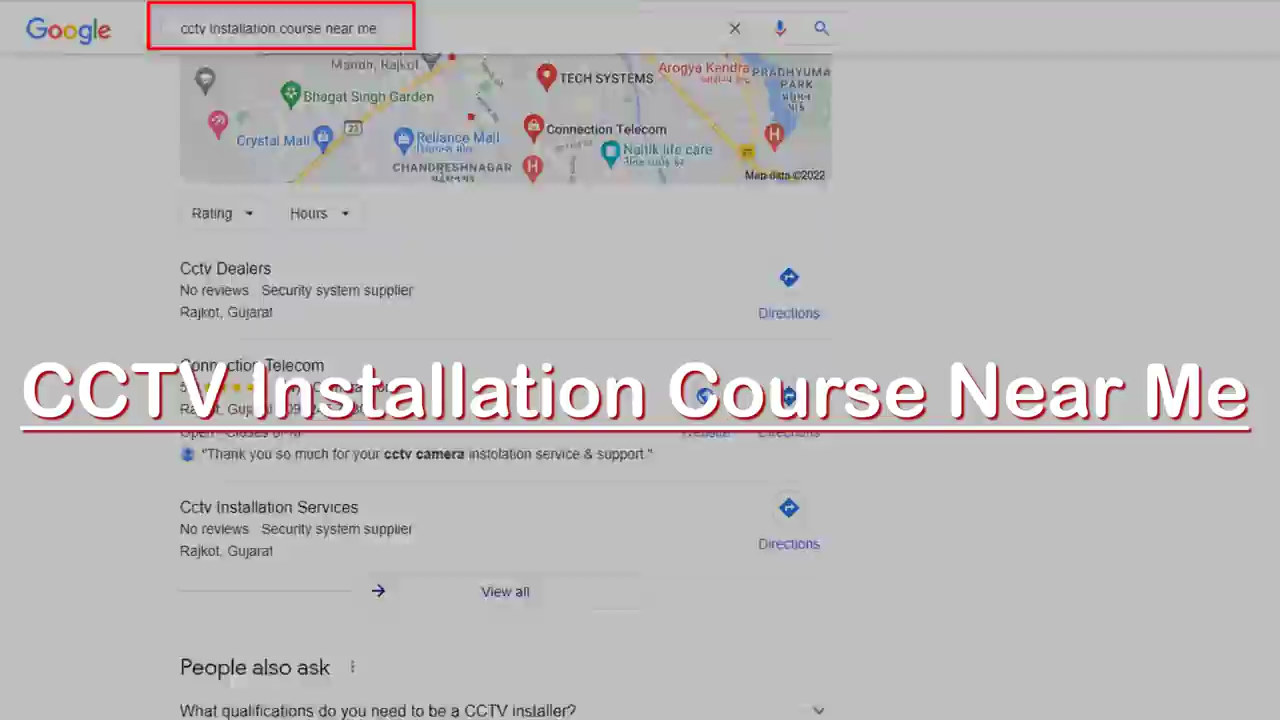 Google
cctv installation course near me
Mandir, Rajkot
TECH SYSTEMS
Arogya Kendra
PRADHYUMAN
PARK
Bhagat Singh Garden
23
Crystal Mall
Reliance Mall
Connection Telecom
Naitik life care
CHANDRESHNAGAR
Map data ©2022
Rating
Hours
Cctv Dealers
No reviews Security system supplier
Rajkot, Gujarat
Directions
Connection Telecom
CCTV Installation Course Near Me
Directions
"Thank you so much for your cctv camera instolation service & support."
Cctv Installation Services
No reviews Security system supplier
Rajkot, Gujarat
Directions
View all
People also ask
What qualifications do you need to be a CCTV installer?